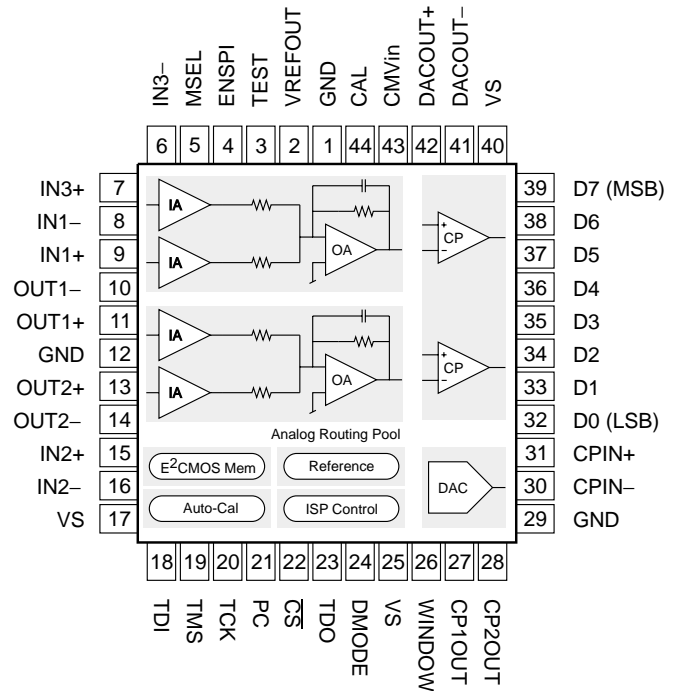 IN3−
MSEL
ENSPI
TEST
VREFOUT
GND
CAL
CMVin
DACOUT+
DACOUT−
VS
6 5 4 3 2 1 44 43 42 41 40
IN3+ 7
IN1− 8
IN1+ 9
OUT1− 10
OUT1+ 11
GND 12
OUT2+ 13
OUT2− 14
IN2+ 15
IN2− 16
VS 17
IA
IA
OA
+
−
CP
IA
IA
OA
+
−
CP
Analog Routing Pool
E²CMOS Mem
Reference
Auto-Cal
ISP Control
DAC
39 D7 (MSB)
38 D6
37 D5
36 D4
35 D3
34 D2
33 D1
32 D0 (LSB)
31 CPIN+
30 CPIN−
29 GND
18 19 20 21 22 23 24 25 26 27 28
TDI
TMS
TCK
PC
C̅S̅
TDO
DMODE
VS
WINDOW
CP1OUT
CP2OUT